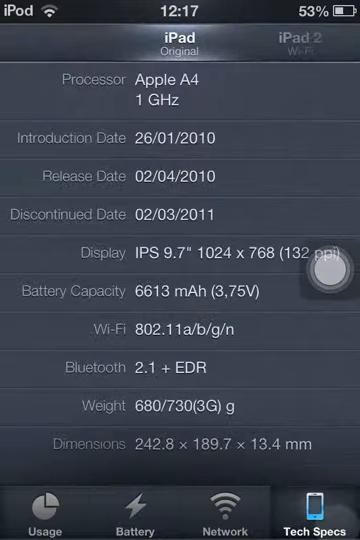 iPod 12:17 53%
iPad iPad 2
Original Wi-Fi
Processor Apple A4
1 GHz
Introduction Date 26/01/2010
Release Date 02/04/2010
Discontinued Date 02/03/2011
Display IPS 9.7" 1024 x 768 (132 ppi)
Battery Capacity 6613 mAh (3,75V)
Wi-Fi 802.11a/b/g/n
Bluetooth 2.1 + EDR
Weight 680/730(3G) g
Dimensions 242.8 × 189.7 × 13.4 mm
Usage Battery Network Tech Specs